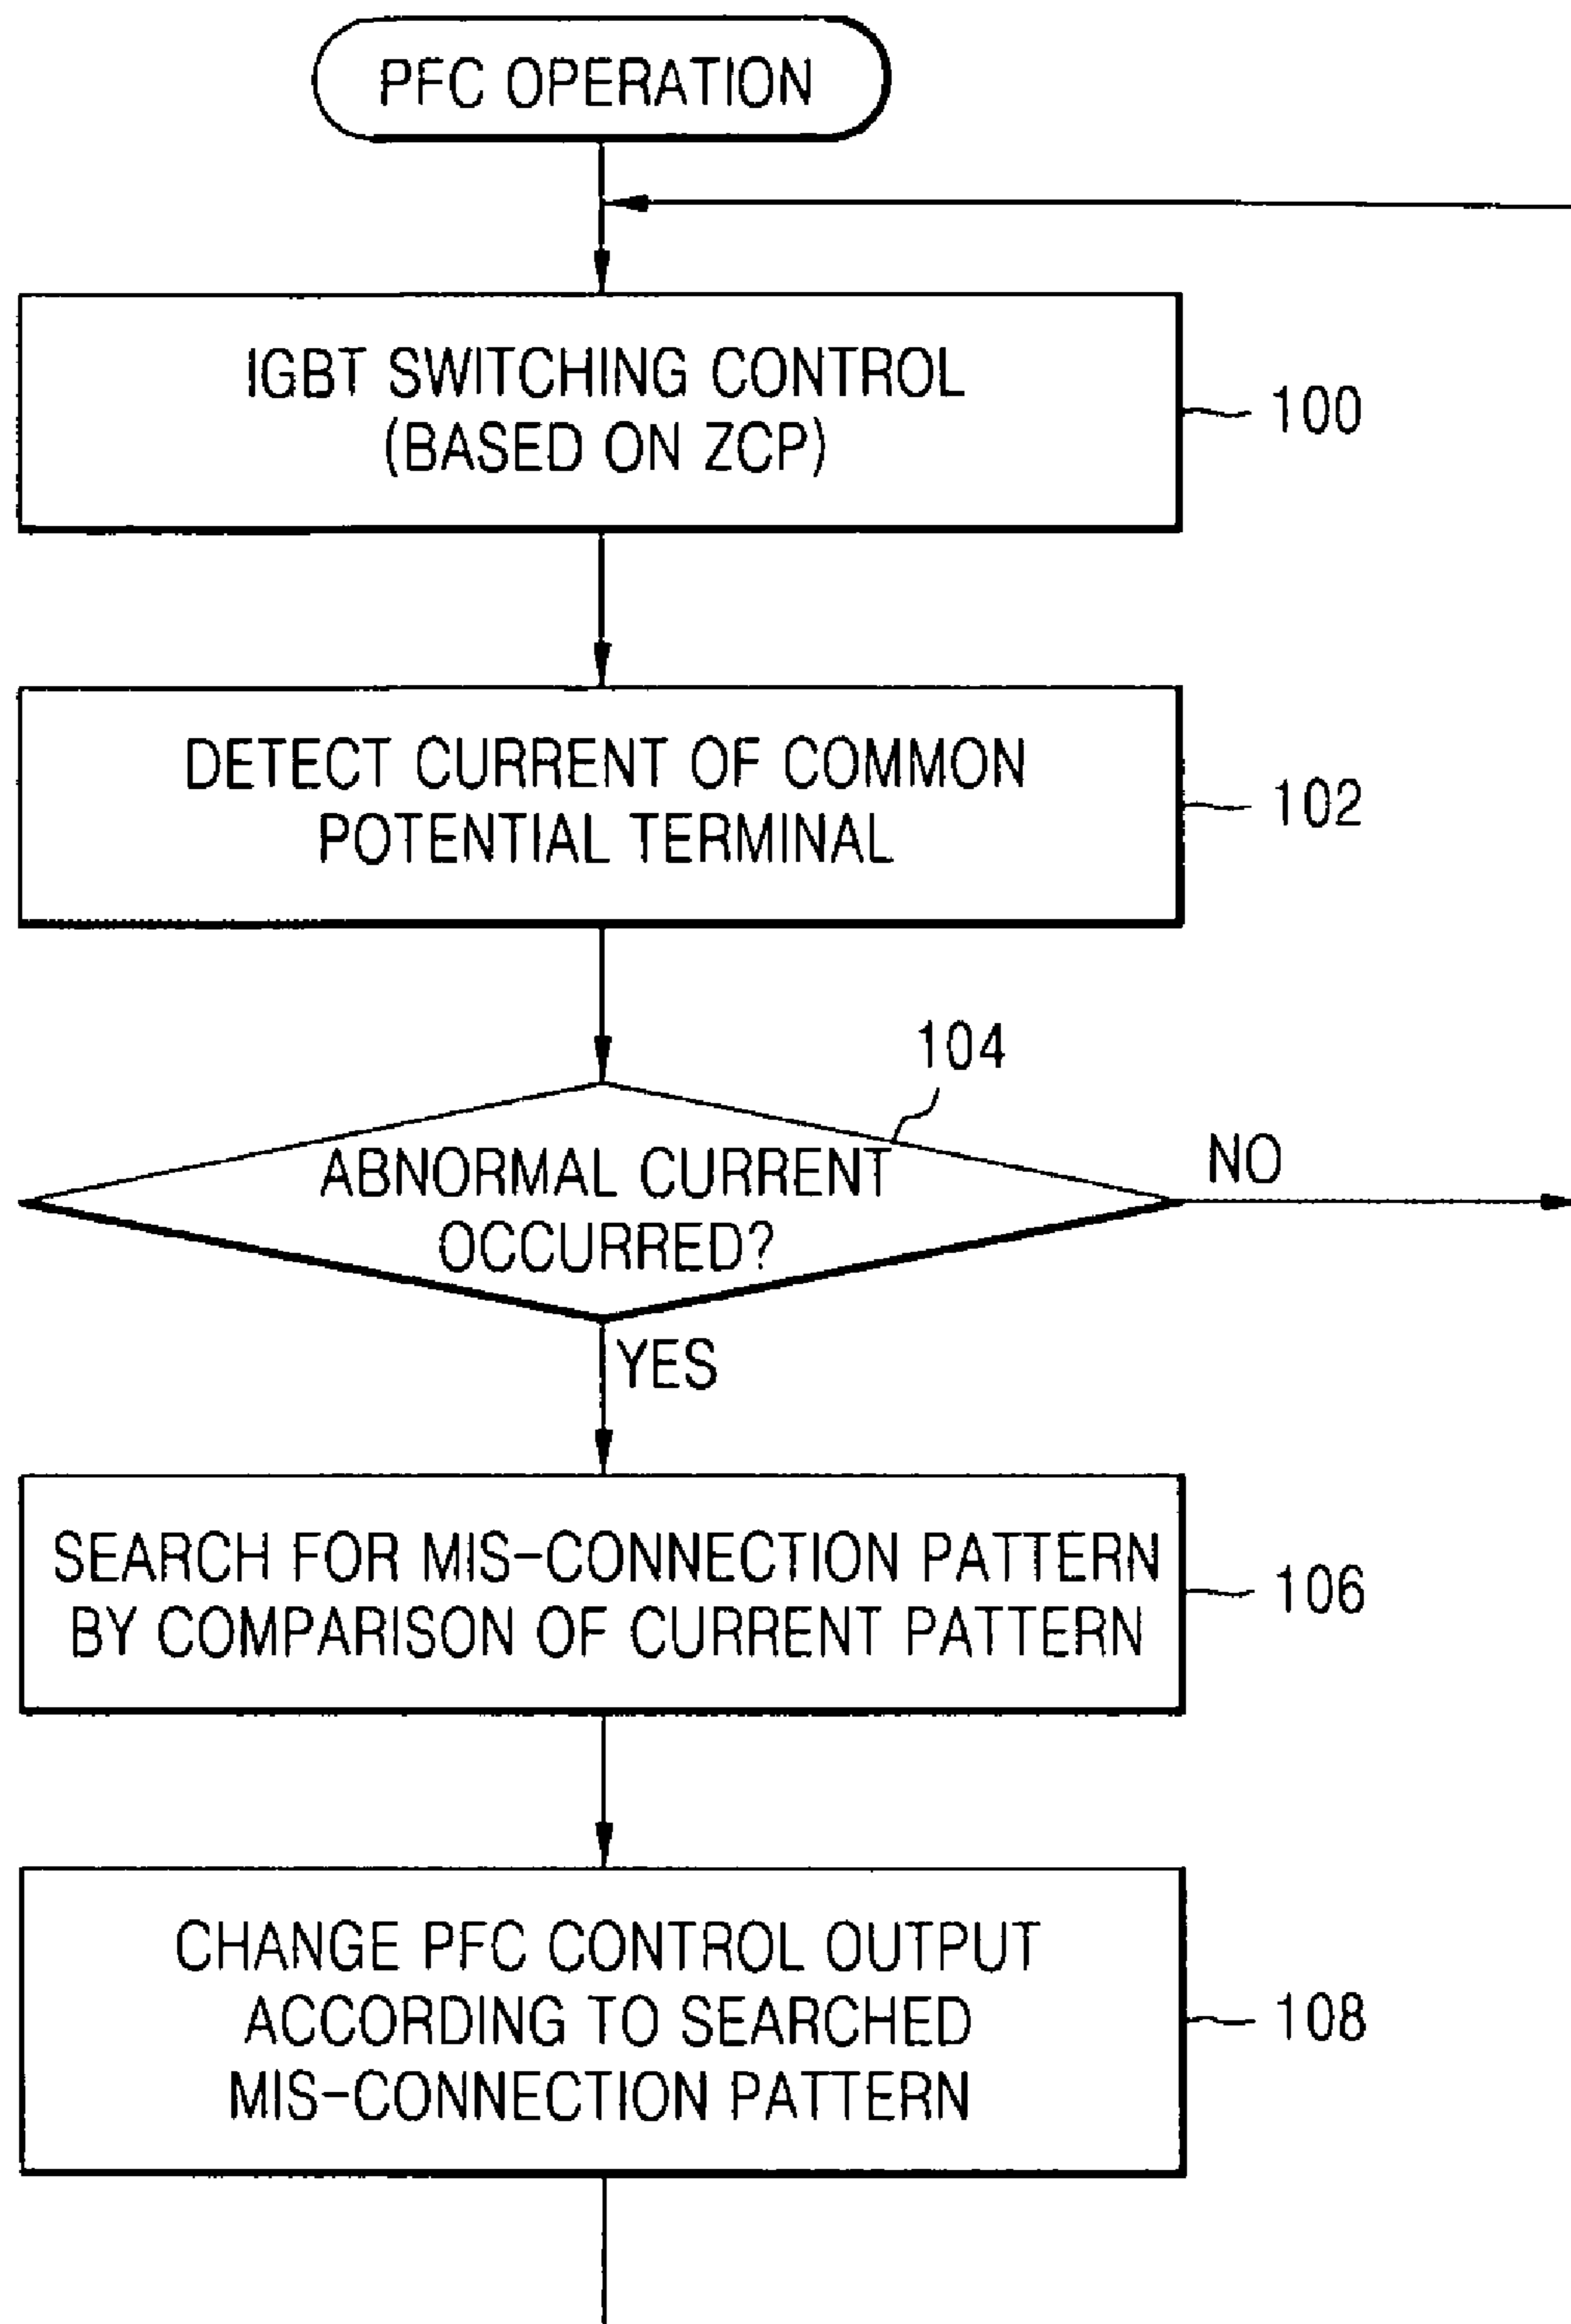 PFC OPERATION
IGBT SWITCHING CONTROL
(BASED ON ZCP)
100
DETECT CURRENT OF COMMON
POTENTIAL TERMINAL
102
104
ABNORMAL CURRENT
OCCURRED?
NO
YES
SEARCH FOR MIS-CONNECTION PATTERN
BY COMPARISON OF CURRENT PATTERN
106
CHANGE PFC CONTROL OUTPUT
ACCORDING TO SEARCHED
MIS-CONNECTION PATTERN
108